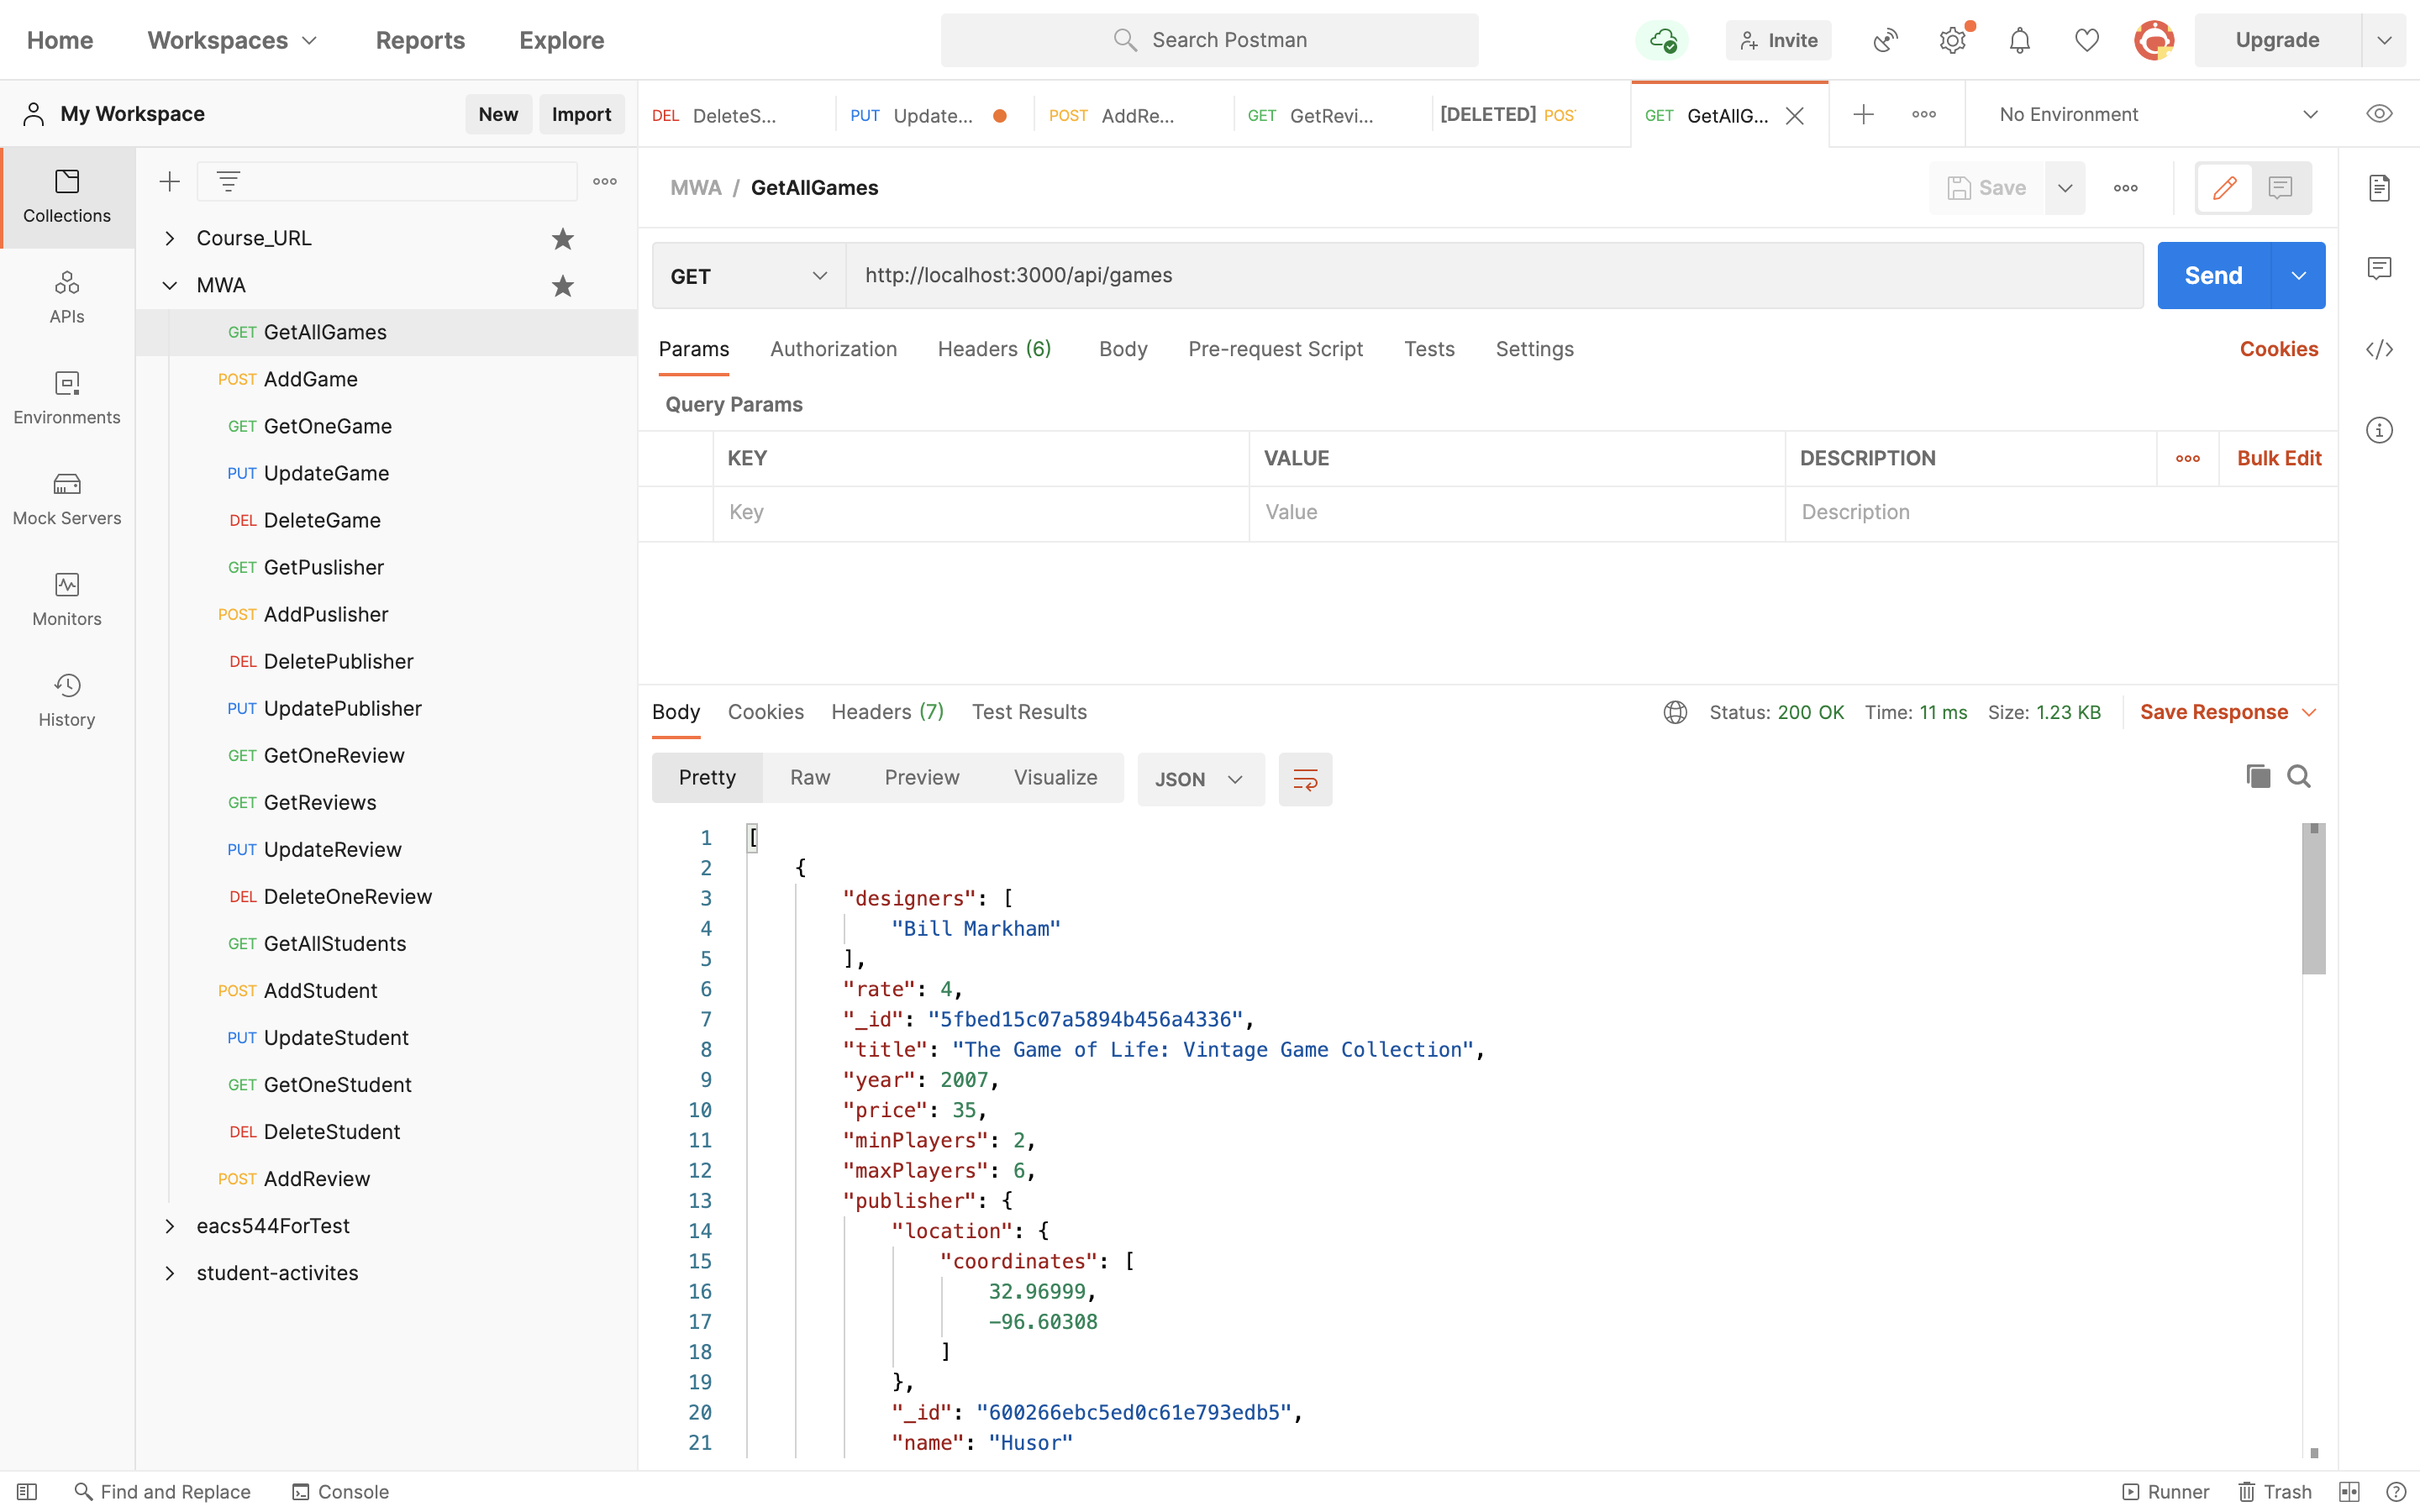 Home Workspaces Reports Explore Search Postman Invite Upgrade
My Workspace New Import DEL DeleteS... PUT Update... POST AddRe... GET GetRevi... [DELETED] POS GET GetAllG... No Environment
Collections
APIs
Environments
Mock Servers
Monitors
History
Course_URL
MWA
GET GetAllGames
POST AddGame
GET GetOneGame
PUT UpdateGame
DEL DeleteGame
GET GetPuslisher
POST AddPuslisher
DEL DeletePublisher
PUT UpdatePublisher
GET GetOneReview
GET GetReviews
PUT UpdateReview
DEL DeleteOneReview
GET GetAllStudents
POST AddStudent
PUT UpdateStudent
GET GetOneStudent
DEL DeleteStudent
POST AddReview
eacs544ForTest
student-activites
MWA / GetAllGames Save
GET http://localhost:3000/api/games Send
Params Authorization Headers (6) Body Pre-request Script Tests Settings Cookies
Query Params
KEY VALUE DESCRIPTION Bulk Edit
Key Value Description
Body Cookies Headers (7) Test Results Status: 200 OK Time: 11 ms Size: 1.23 KB Save Response
Pretty Raw Preview Visualize JSON
1 [
2 {
3 "designers": [
4 "Bill Markham"
5 ],
6 "rate": 4,
7 "_id": "5fbed15c07a5894b456a4336",
8 "title": "The Game of Life: Vintage Game Collection",
9 "year": 2007,
10 "price": 35,
11 "minPlayers": 2,
12 "maxPlayers": 6,
13 "publisher": {
14 "location": {
15 "coordinates": [
16 32.96999,
17 -96.60308
18 ]
19 },
20 "_id": "600266ebc5ed0c61e793edb5",
21 "name": "Husor"
Find and Replace Console Runner Trash